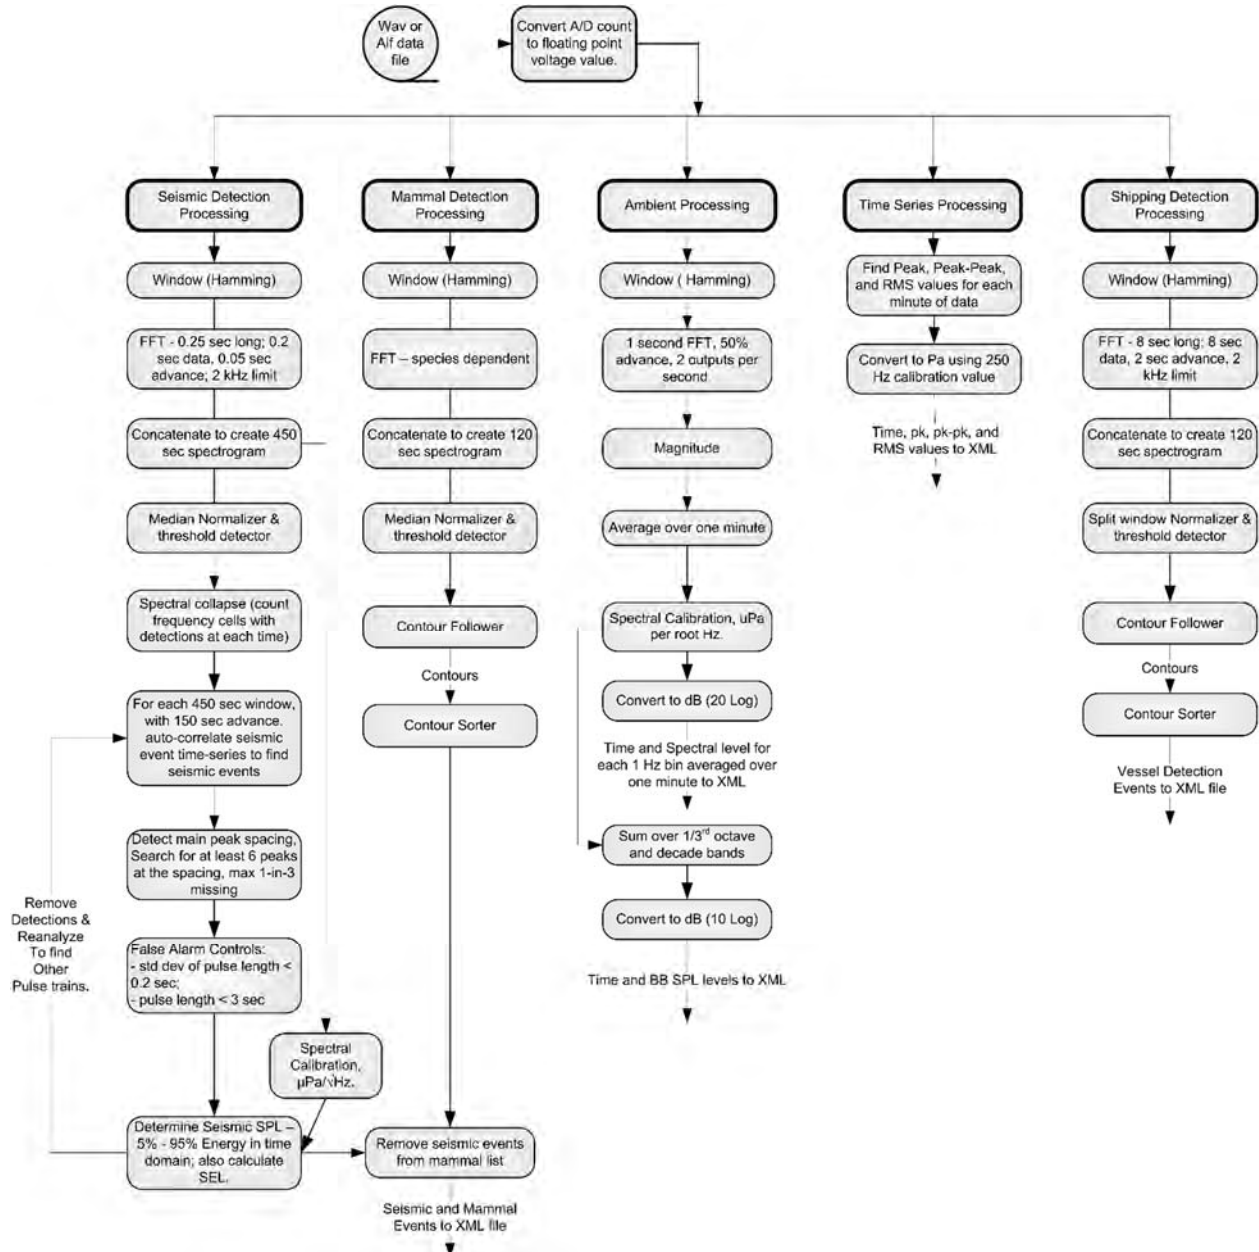 Wav or
Aif data
file
Convert A/D count
to floating point
voltage value.
Seismic Detection
Processing
Mammal Detection
Processing
Ambient Processing
Time Series Processing
Shipping Detection
Processing
Window (Hamming)
Window (Hamming)
Window ( Hamming)
Find Peak, Peak-Peak,
and RMS values for each
minute of data
Window (Hamming)
FFT - 0.25 sec long; 0.2
sec data, 0.05 sec
advance; 2 kHz limit
FFT – species dependent
1 second FFT, 50%
advance, 2 outputs per
second
Convert to Pa using 250
Hz calibration value
FFT - 8 sec long; 8 sec
data, 2 sec advance, 2
kHz limit
Concatenate to create 450
sec spectrogram
Concatenate to create 120
sec spectrogram
Magnitude
Time, pk, pk-pk, and
RMS values to XML
Concatenate to create 120
sec spectrogram
Median Normalizer &
threshold detector
Median Normalizer &
threshold detector
Average over one minute
Split window Normalizer &
threshold detector
Spectral collapse (count
frequency cells with
detections at each time)
Contour Follower
Spectral Calibration, uPa
per root Hz.
Contour Follower
Contours
Contours
For each 450 sec window,
with 150 sec advance.
auto-correlate seismic
event time-series to find
seismic events
Contour Sorter
Convert to dB (20 Log)
Contour Sorter
Time and Spectral level for
each 1 Hz bin averaged over
one minute to XML
Vessel Detection
Events to XML file
Detect main peak spacing,
Search for at least 6 peaks
at the spacing, max 1-in-3
missing
Sum over 1/3rd octave
and decade bands
Remove
Detections &
Reanalyze
To find
Other
Pulse trains.
Convert to dB (10 Log)
False Alarm Controls:
- std dev of pulse length <
0.2 sec;
- pulse length < 3 sec
Time and BB SPL levels to XML
Spectral
Calibration,
µPa/√Hz.
Determine Seismic SPL –
5% - 95% Energy in time
domain; also calculate
SEL.
Remove seismic events
from mammal list
Seismic and Mammal
Events to XML file